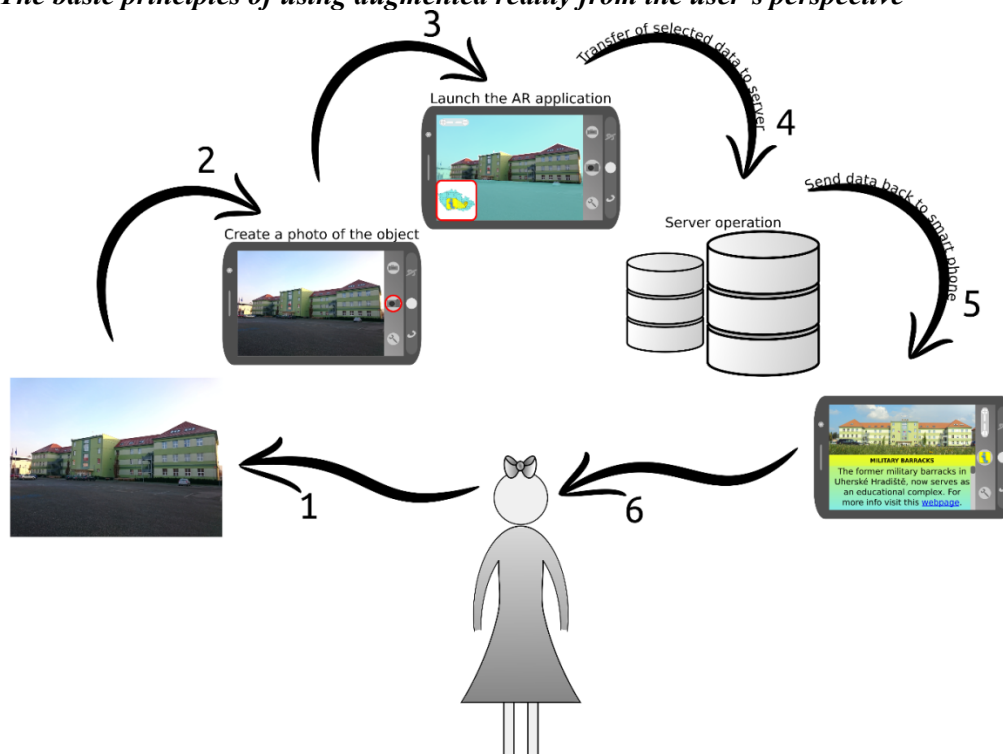 The basic principles of using augmented reality from the user's perspective
3
Transfer of selected data to server
Launch the AR application
4
2
Send data back to smart phone
Create a photo of the object
Server operation
5
MILITARY BARRACKS
The former military barracks in
Uherské Hradiště, now serves as
an educational complex. For
more info visit this webpage.
1
6